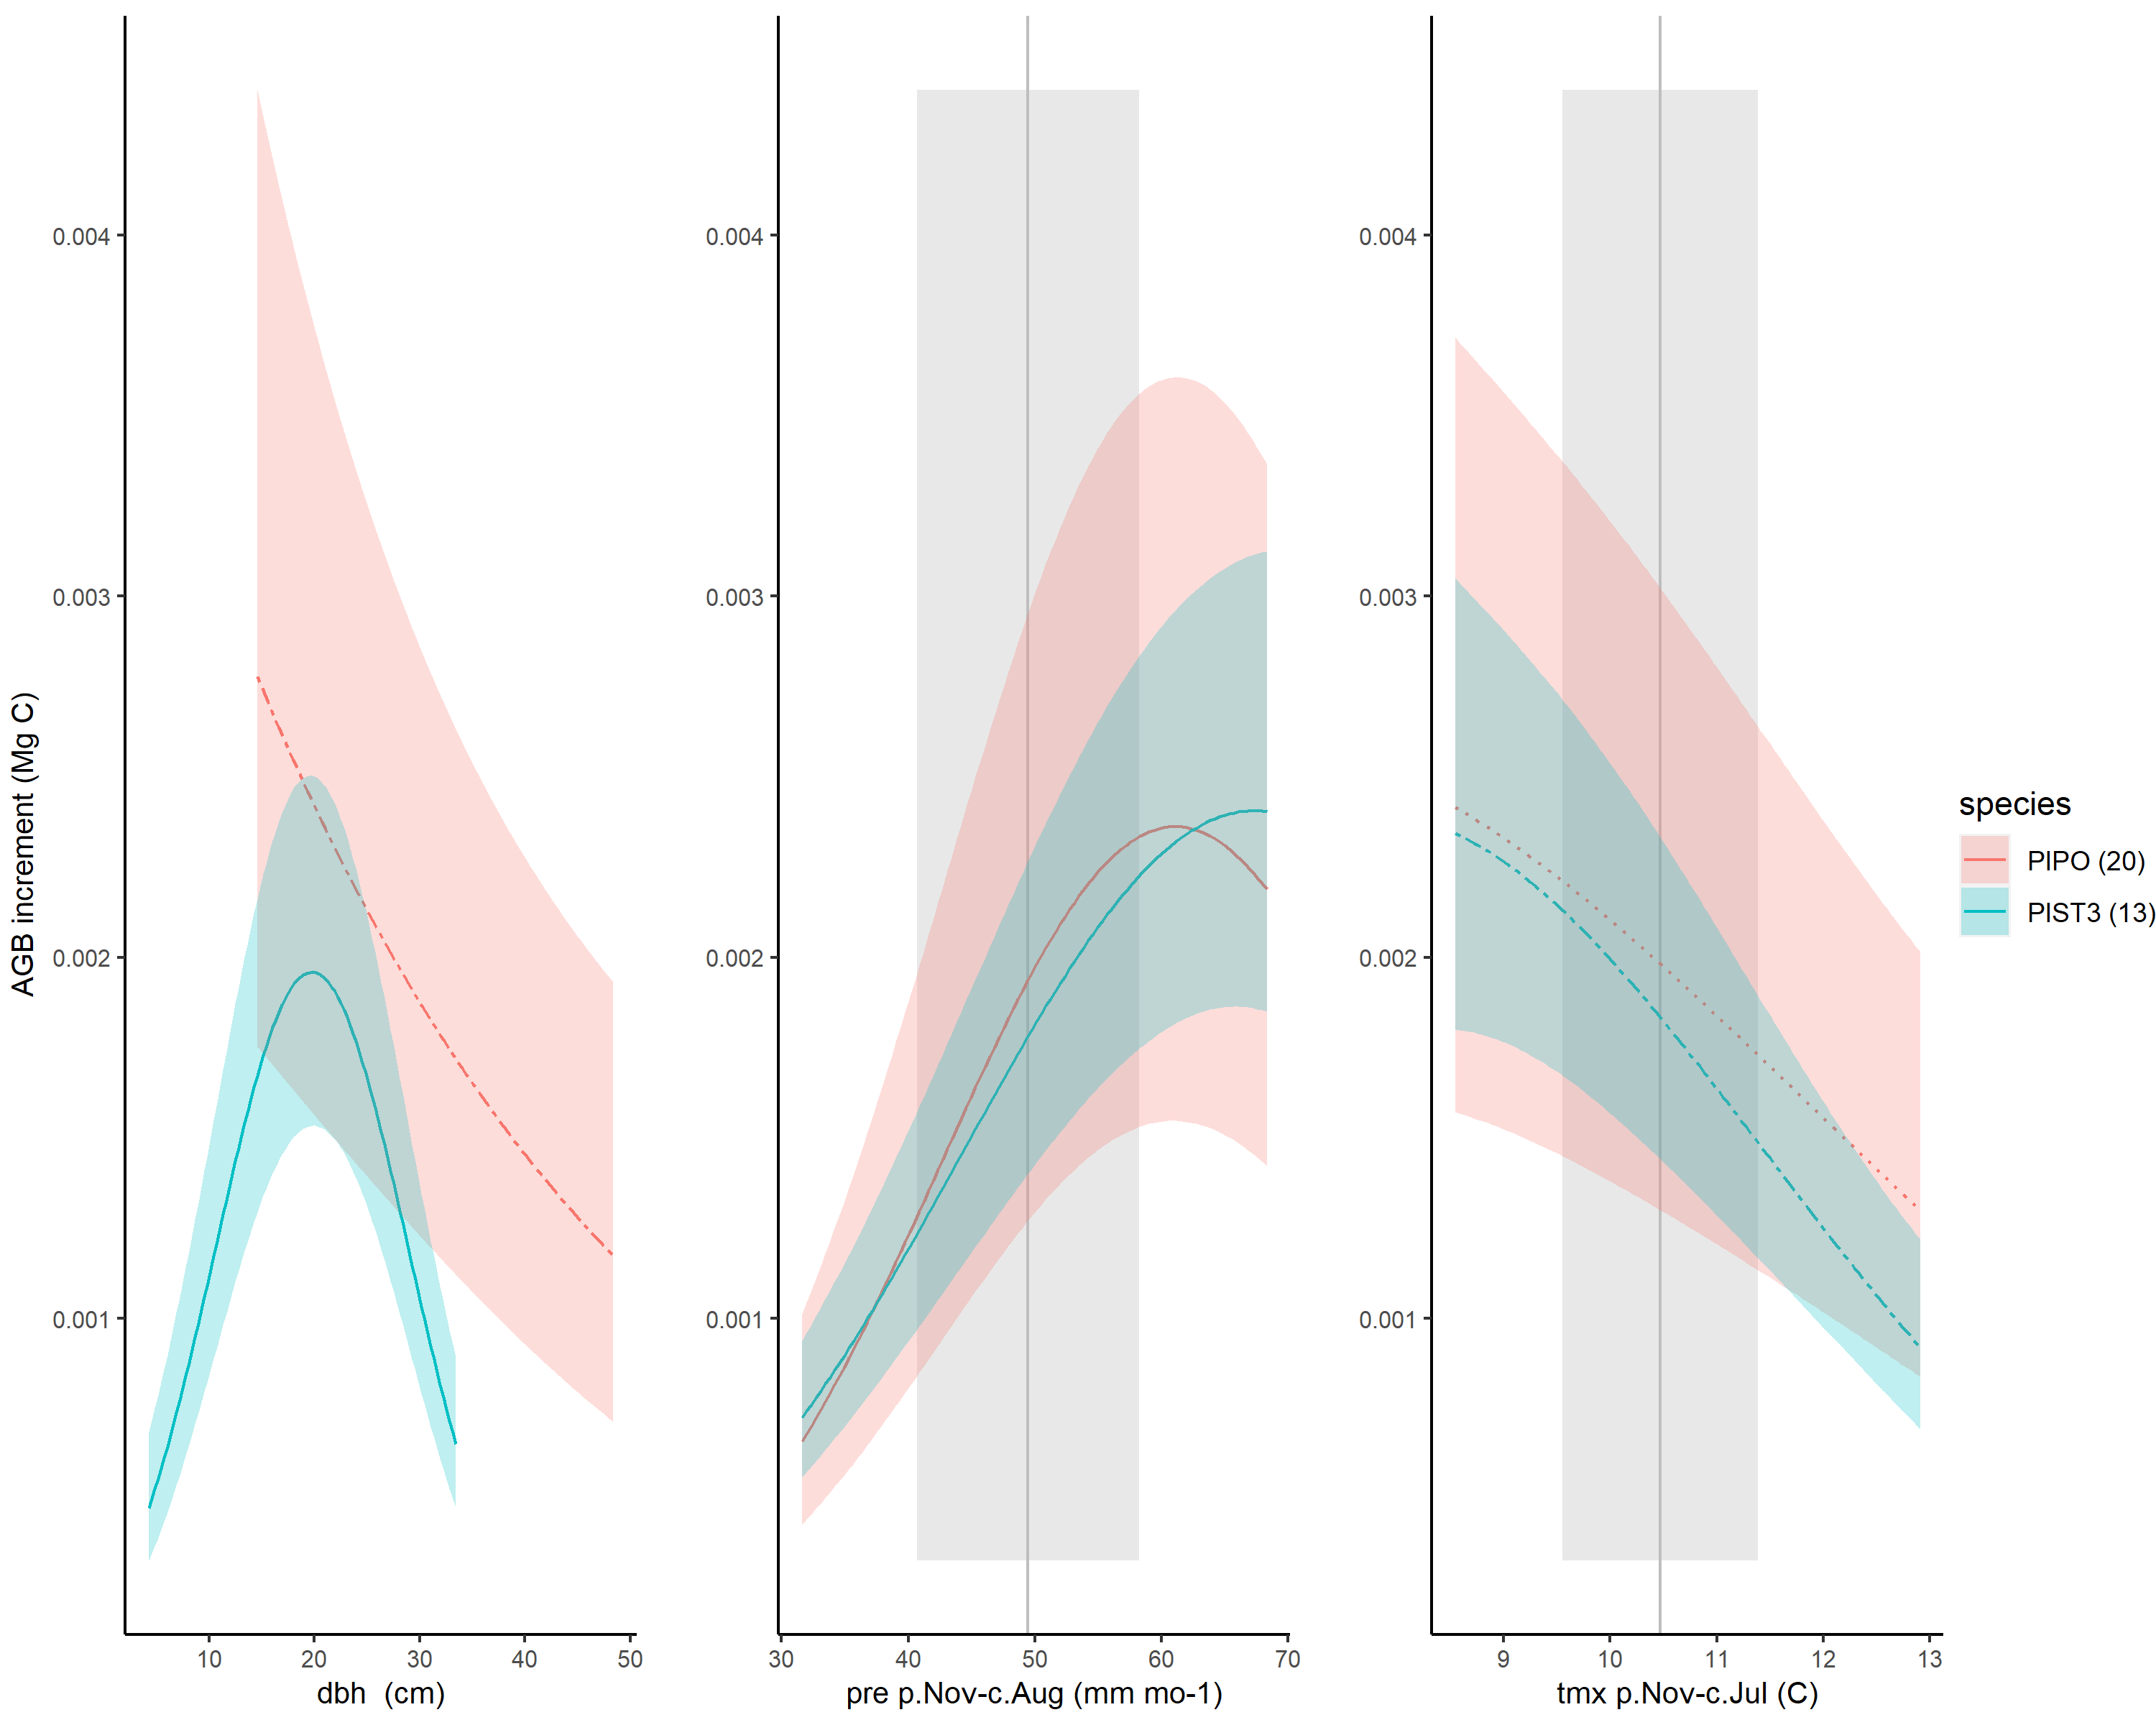 AGB increment (Mg C)
0.004
0.003
0.002
0.001
10 20 30 40 50
dbh  (cm)
0.004
0.003
0.002
0.001
30 40 50 60 70
pre p.Nov-c.Aug (mm mo-1)
0.004
0.003
0.002
0.001
9 10 11 12 13
tmx p.Nov-c.Jul (C)
species
PIPO (20)
PIST3 (13)